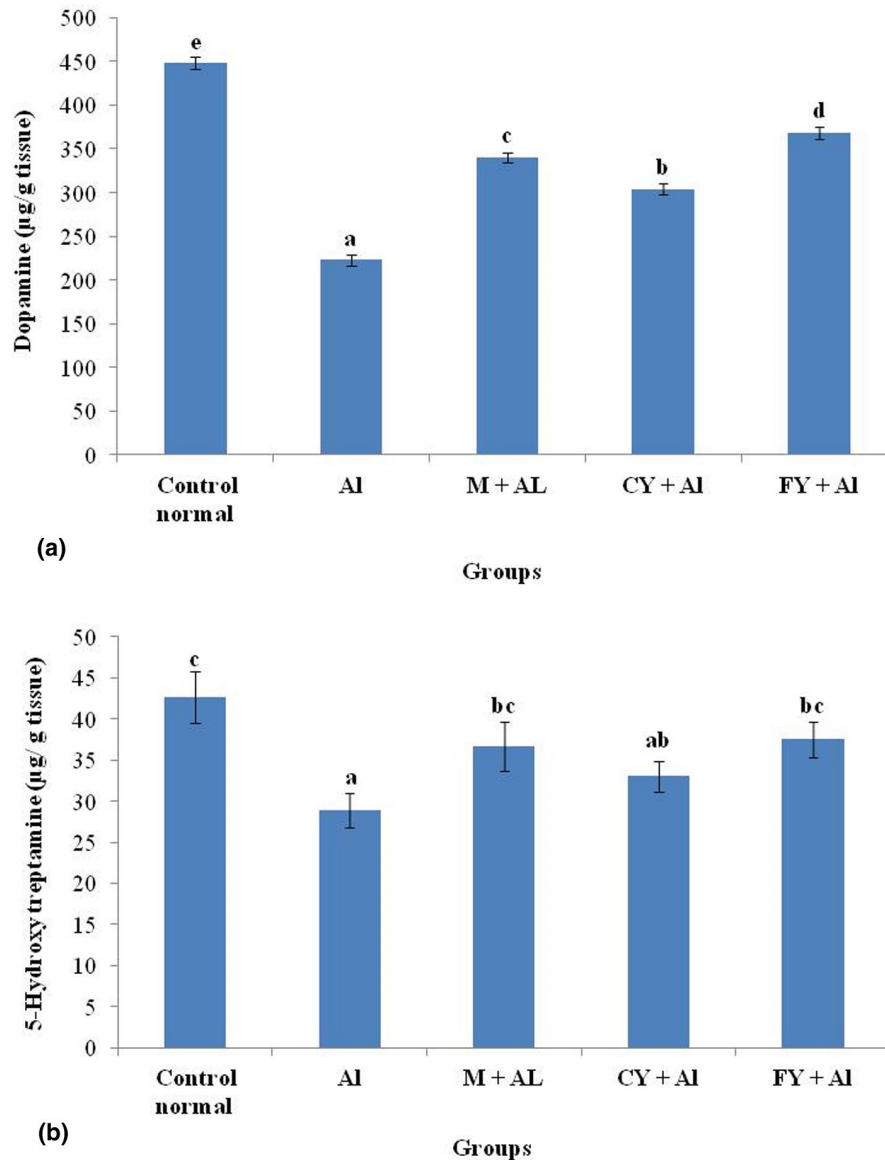 Dopamine (µg/g tissue)
500
450
400
350
300
250
200
150
100
50
0
e
a
c
b
d
Control normal
Al
M + AL
CY + Al
FY + Al
(a)
Groups
5-Hydroxytreptamine (µg/ g tissue)
50
45
40
35
30
25
20
15
10
5
0
c
a
bc
ab
bc
Control normal
Al
M + AL
CY + Al
FY + Al
(b)
Groups